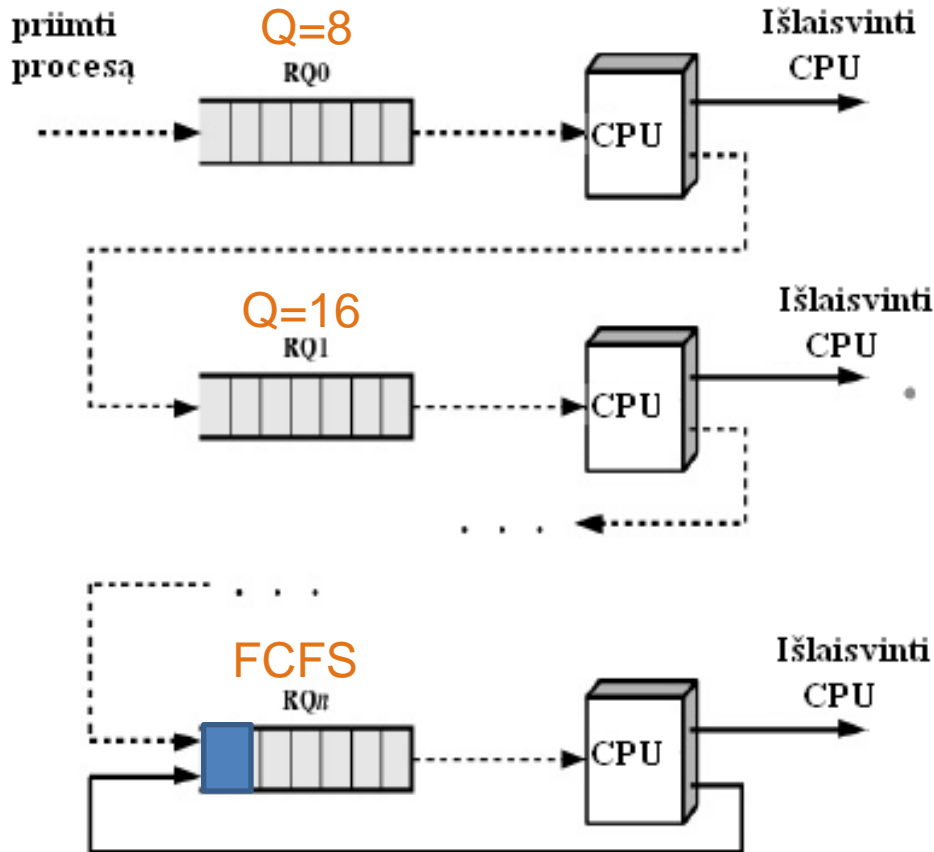 priimti
procesą
Q=8
RQ0
CPU
Išlaisvinti
CPU
Q=16
RQ1
CPU
Išlaisvinti
CPU
. . .
. . .
FCFS
RQn
CPU
Išlaisvinti
CPU